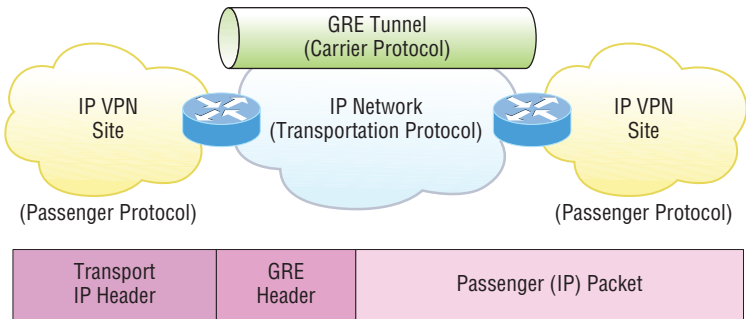 GRE Tunnel
(Carrier Protocol)
IP VPN
Site
IP Network
(Transportation Protocol)
IP VPN
Site
(Passenger Protocol)
(Passenger Protocol)
Transport
IP Header
GRE
Header
Passenger (IP) Packet